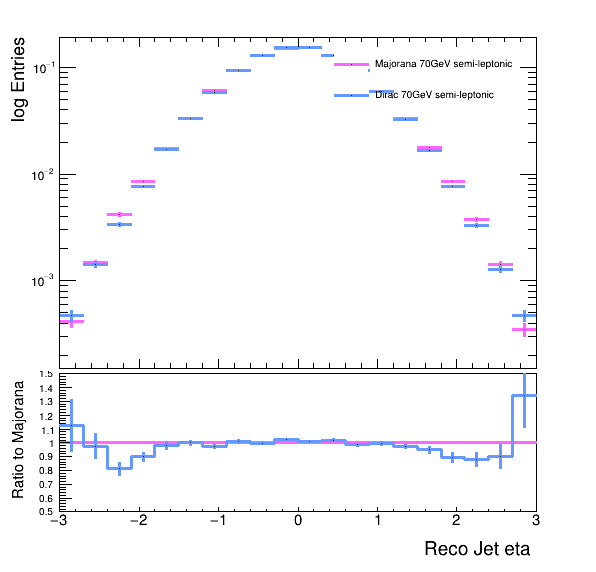 log Entries
10⁻¹
10⁻²
10⁻³
Majorana 70GeV semi-leptonic
Dirac 70GeV semi-leptonic
Ratio to Majorana
1.5
1.4
1.3
1.2
1.1
1
0.9
0.8
0.7
0.6
0.5
−3 −2 −1 0 1 2 3
Reco Jet eta